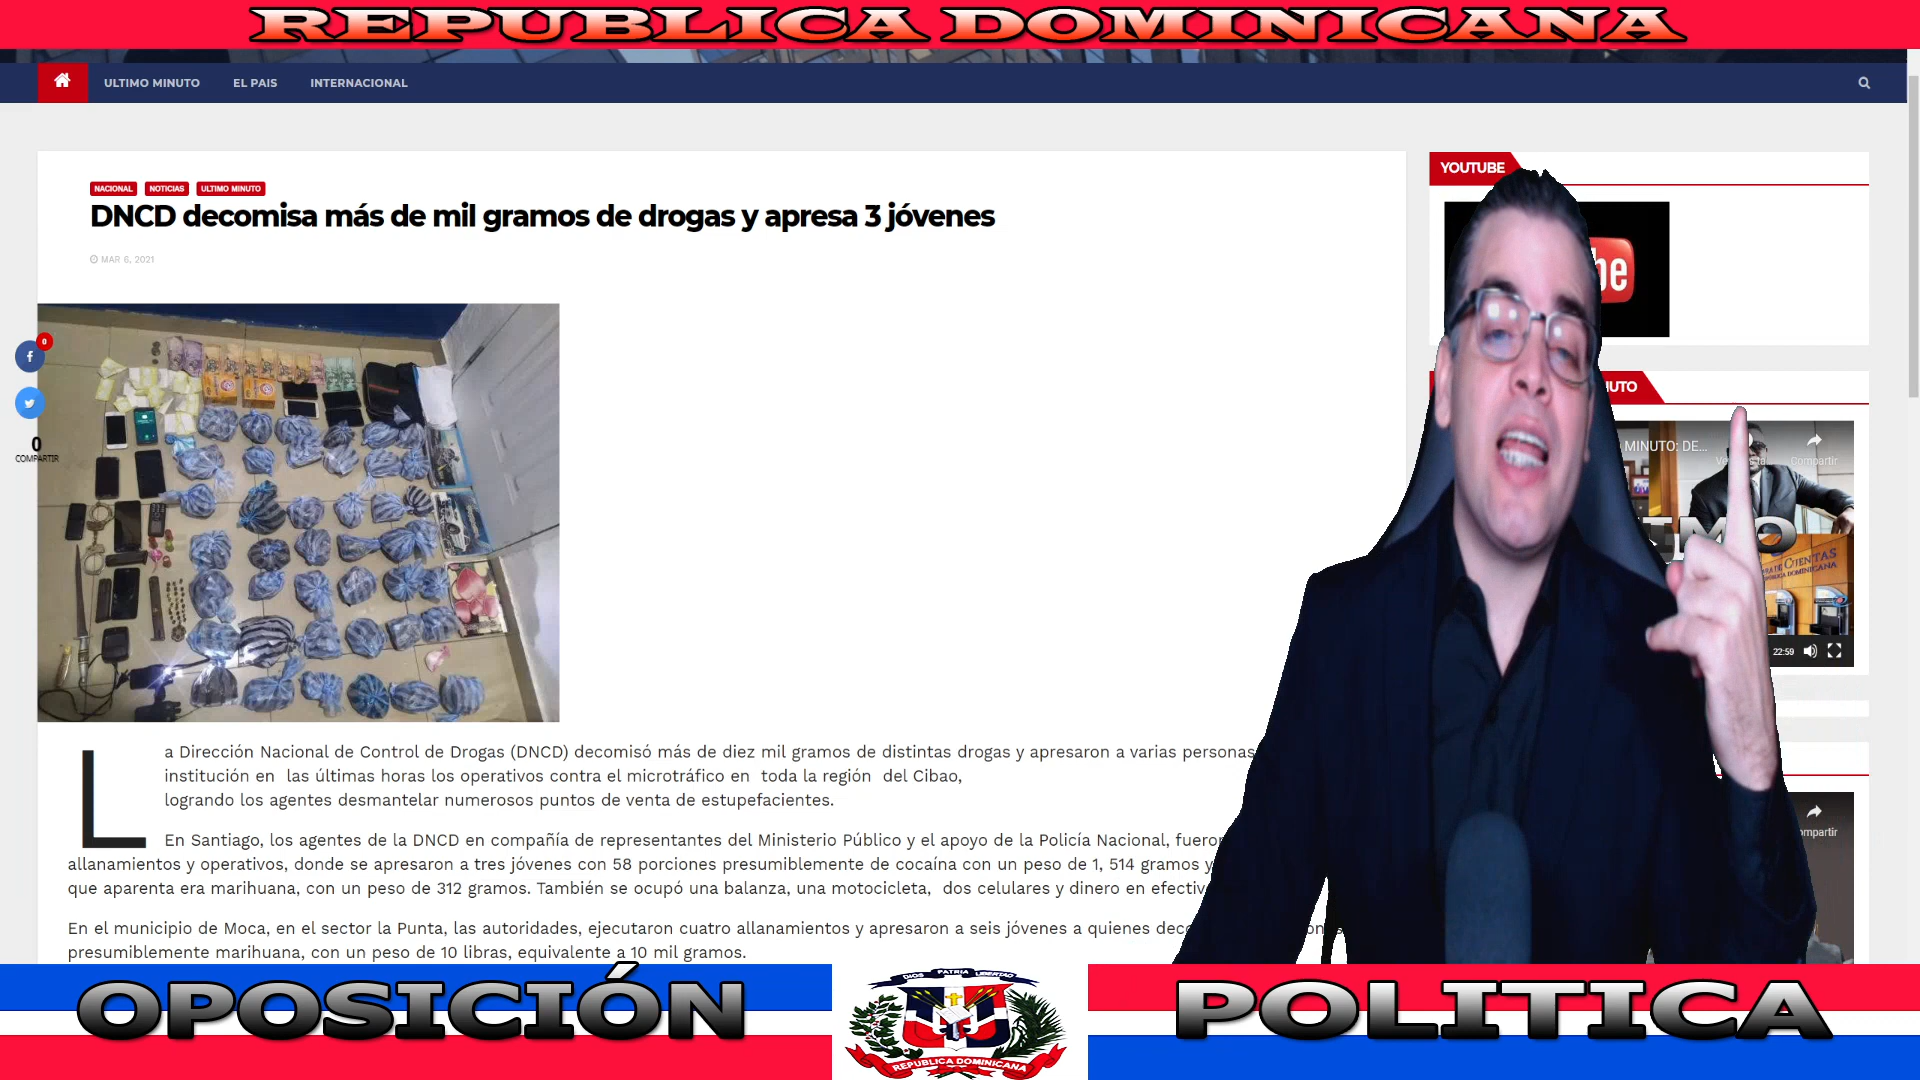 REPUBLICA DOMINICANA
ULTIMO MINUTO
EL PAIS
INTERNACIONAL
NACIONAL
NOTICIAS
ULTIMO MINUTO
DNCD decomisa más de mil gramos de drogas y apresa 3 jóvenes
MAR 6, 2021
0
0
COMPARTIR
a Dirección Nacional de Control de Drogas (DNCD) decomisó más de diez mil gramos de distintas drogas y apresaron a varias personas
L
institución en las últimas horas los operativos contra el microtráfico en toda la región del Cibao,
logrando los agentes desmantelar numerosos puntos de venta de estupefacientes.
En Santiago, los agentes de la DNCD en compañía de representantes del Ministerio Público y el apoyo de la Policía Nacional, fueron
allanamientos y operativos, donde se apresaron a tres jóvenes con 58 porciones presumiblemente de cocaína con un peso de 1, 514 gramos y
que aparenta era marihuana, con un peso de 312 gramos. También se ocupó una balanza, una motocicleta, dos celulares y dinero en efectiv
En el municipio de Moca, en el sector la Punta, las autoridades, ejecutaron cuatro allanamientos y apresaron a seis jóvenes a quienes
presumiblemente marihuana, con un peso de 10 libras, equivalente a 10 mil gramos.
YOUTUBE
be
UTO
MINUTO: DE...
Compartir
IMO
CUENTAS
DOMINICANA
22:59
ompartir
OPOSICIÓN
DIOS PATRIA LIBERTAD
REPUBLICA DOMINICANA
POLITICA